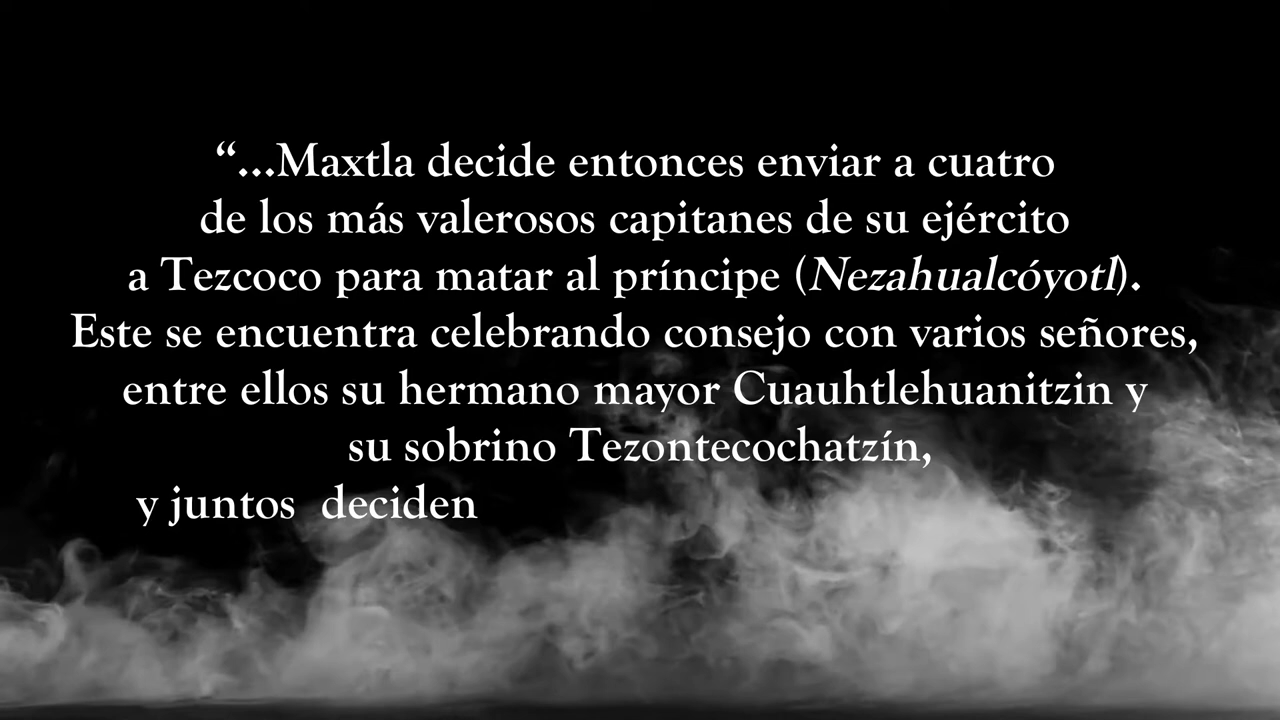 “...Maxtla decide entonces enviar a cuatro
de los más valerosos capitanes de su ejército
a Tezcoco para matar al príncipe (Nezahualcóyotl).
Este se encuentra celebrando consejo con varios señores,
entre ellos su hermano mayor Cuauhtlehuanitzin y
su sobrino Tezontecochatzín,
y juntos  deciden